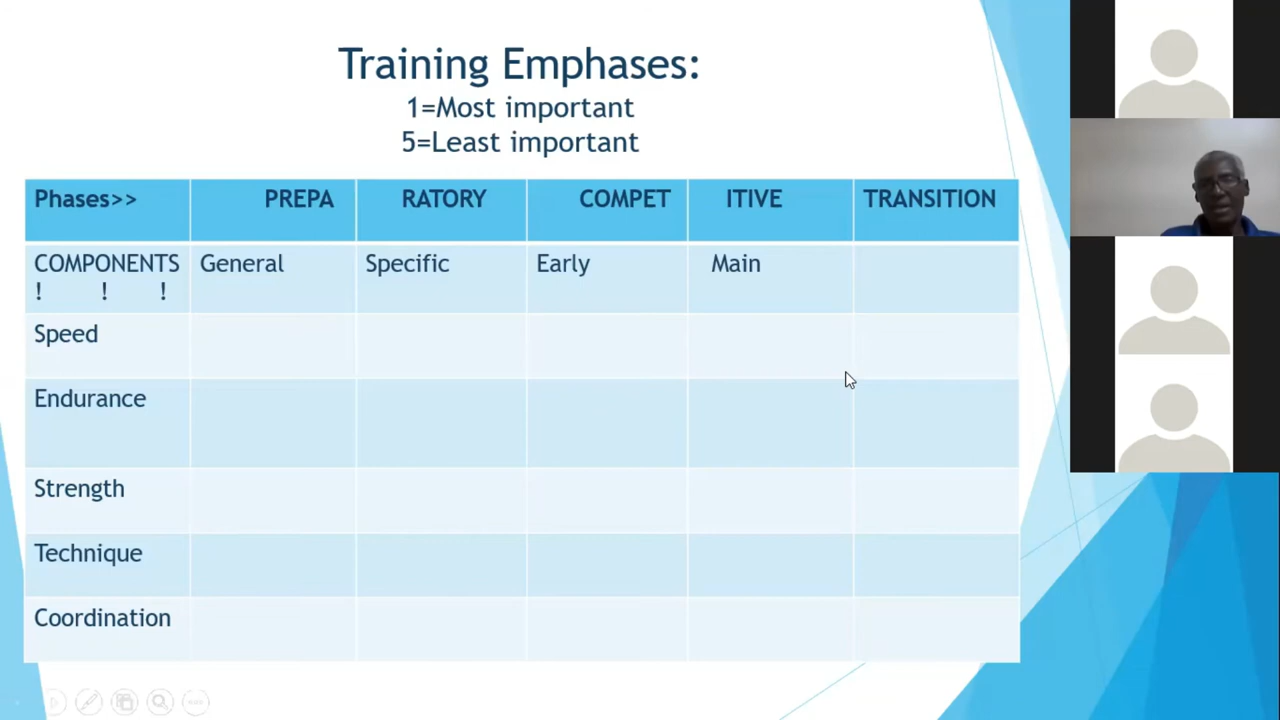 Training Emphases:
1=Most important
5=Least important
Phases>> PREPA RATORY COMPET ITIVE TRANSITION
COMPONENTS General Specific Early Main
! ! !
Speed
Endurance
Strength
Technique
Coordination